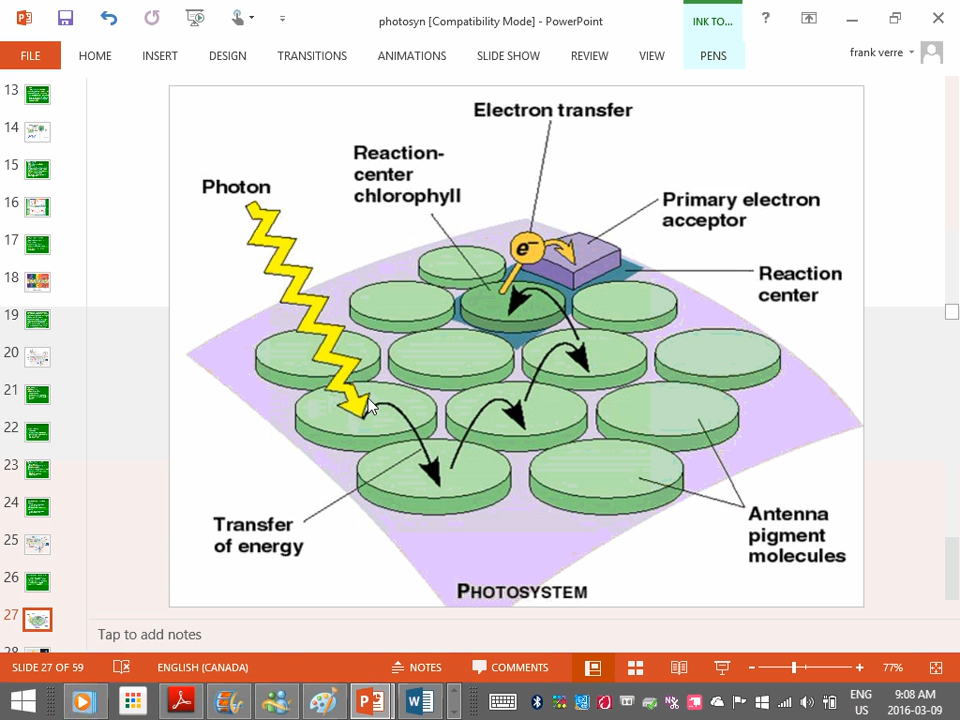 photosyn [Compatibility Mode] - PowerPoint
INK TO...
?
FILE
HOME
INSERT
DESIGN
TRANSITIONS
ANIMATIONS
SLIDE SHOW
REVIEW
VIEW
PENS
frank verre
13
14
15
16
17
18
19
20
21
22
23
24
25
26
27
28
Electron transfer
Reaction-
center
chlorophyll
Photon
Primary electron
acceptor
e−
Reaction
center
Transfer
of energy
Antenna
pigment
molecules
PHOTOSYSTEM
Tap to add notes
SLIDE 27 OF 59
ENGLISH (CANADA)
NOTES
COMMENTS
77%
ENG
US
9:08 AM
2016-03-09